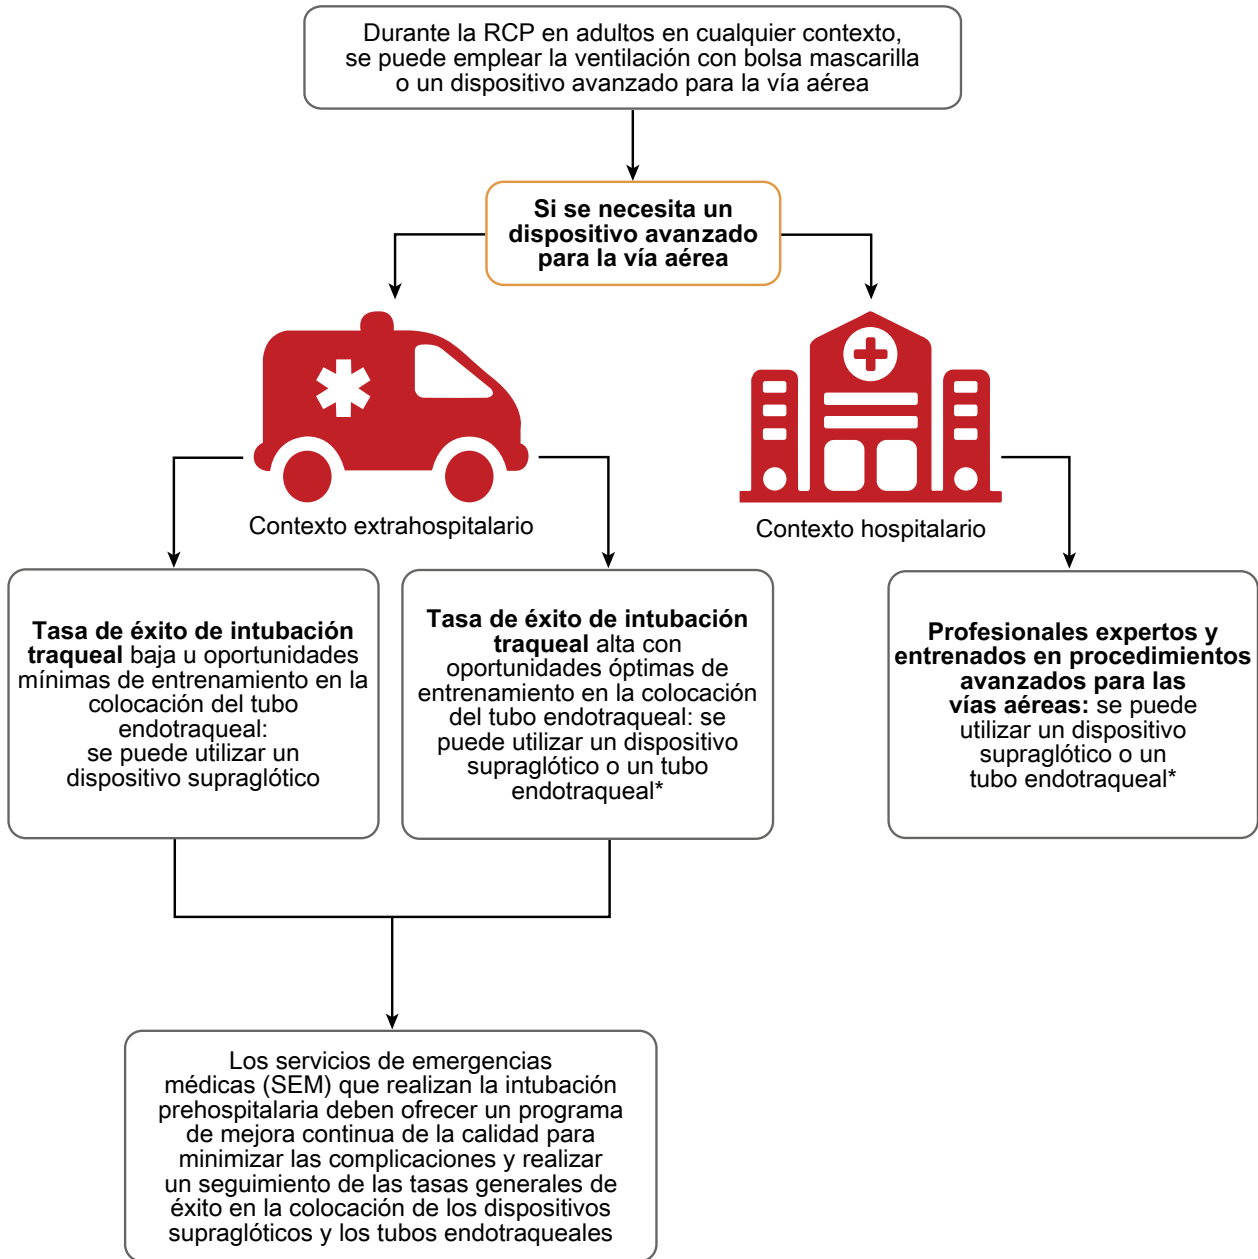 Durante la RCP en adultos en cualquier contexto,
se puede emplear la ventilación con bolsa mascarilla
o un dispositivo avanzado para la vía aérea
Si se necesita un
dispositivo avanzado
para la vía aérea
Contexto extrahospitalario
Contexto hospitalario
Tasa de éxito de intubación
traqueal baja u oportunidades
mínimas de entrenamiento en la
colocación del tubo
endotraqueal:
se puede utilizar un
dispositivo supraglótico
Tasa de éxito de intubación
traqueal alta con
oportunidades óptimas de
entrenamiento en la colocación
del tubo endotraqueal: se
puede utilizar un dispositivo
supraglótico o un tubo
endotraqueal*
Profesionales expertos y
entrenados en procedimientos
avanzados para las
vías aéreas: se puede
utilizar un dispositivo
supraglótico o un
tubo endotraqueal*
Los servicios de emergencias
médicas (SEM) que realizan la intubación
prehospitalaria deben ofrecer un programa
de mejora continua de la calidad para
minimizar las complicaciones y realizar
un seguimiento de las tasas generales de
éxito en la colocación de los dispositivos
supraglóticos y los tubos endotraqueales